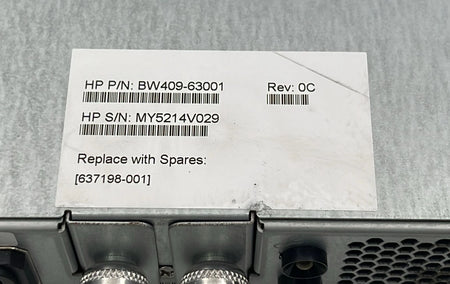 HP P/N: BW409-63001 Rev: 0C
HP S/N: MY5214V029
Replace with Spares:
[637198-001]